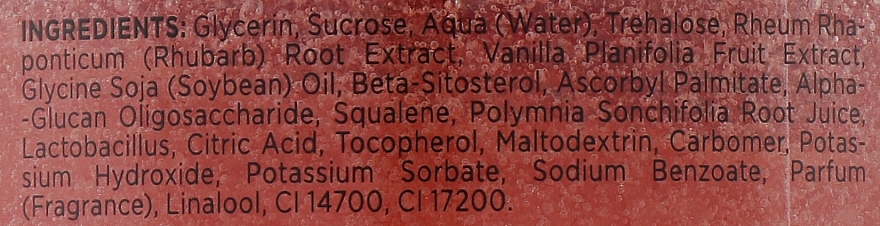 INGREDIENTS: Glycerin, Sucrose, Aqua (Water), Trehalose, Rheum Rha-
ponticum (Rhubarb) Root Extract, Vanilla Planifolia Fruit Extract,
Glycine Soja (Soybean) Oil, Beta-Sitosterol, Ascorbyl Palmitate, Alpha-
-Glucan Oligosaccharide, Squalene, Polymnia Sonchifolia Root Juice,
Lactobacillus, Citric Acid, Tocopherol, Maltodextrin, Carbomer, Potas-
sium Hydroxide, Potassium Sorbate, Sodium Benzoate, Parfum
(Fragrance), Linalool, CI 14700, CI 17200.